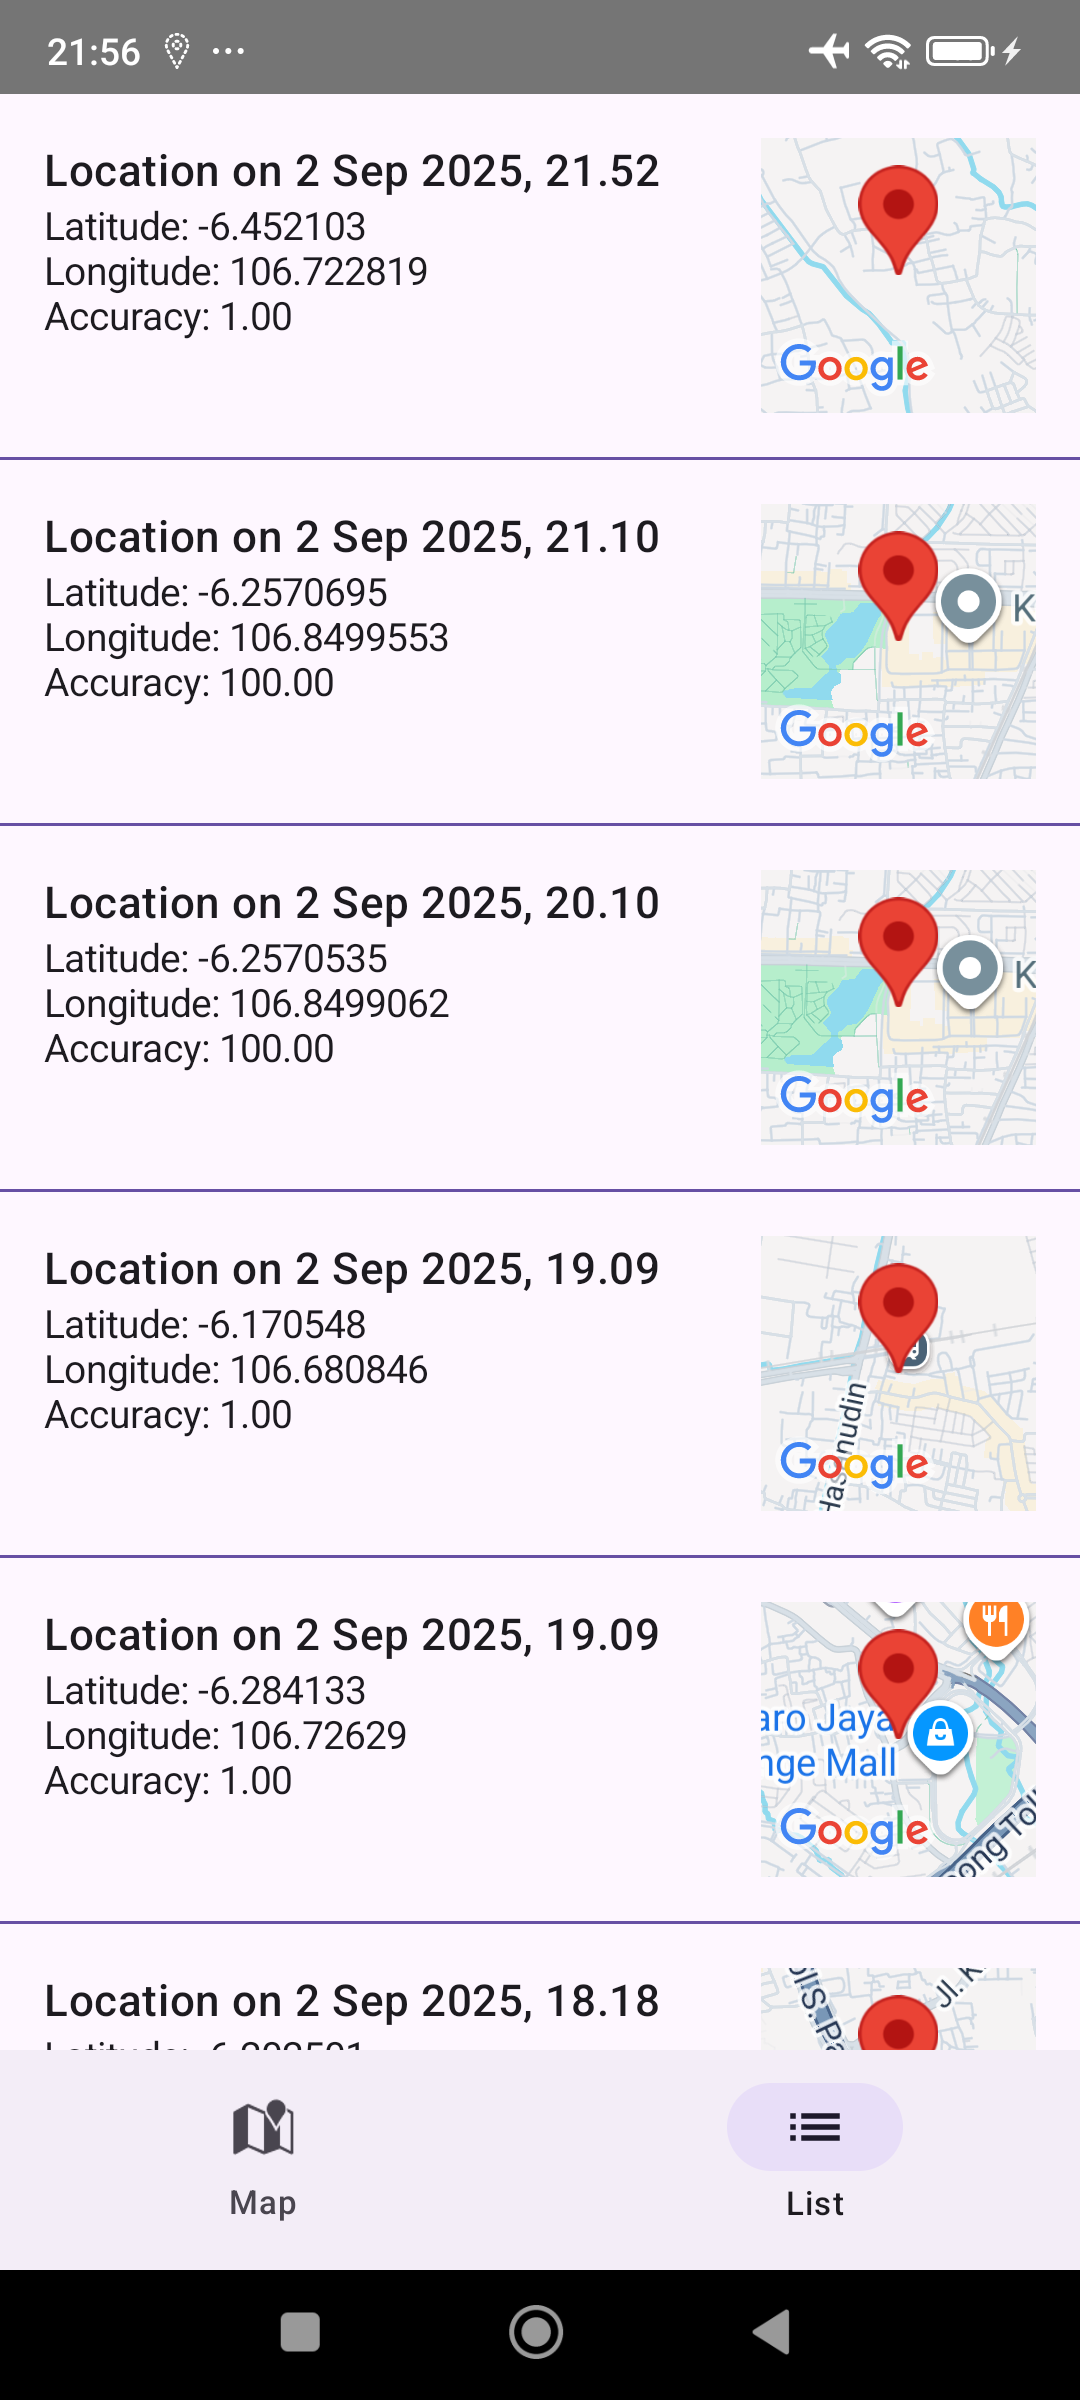 21:56
Location on 2 Sep 2025, 21.52
Latitude: -6.452103
Longitude: 106.722819
Accuracy: 1.00
Google
Location on 2 Sep 2025, 21.10
Latitude: -6.2570695
Longitude: 106.8499553
Accuracy: 100.00
K
Google
Location on 2 Sep 2025, 20.10
Latitude: -6.2570535
Longitude: 106.8499062
Accuracy: 100.00
K
Google
Location on 2 Sep 2025, 19.09
Latitude: -6.170548
Longitude: 106.680846
Accuracy: 1.00
Google
Location on 2 Sep 2025, 19.09
Latitude: -6.284133
Longitude: 106.72629
Accuracy: 1.00
aro Jaya
nge Mall
ong-Toll
Google
Location on 2 Sep 2025, 18.18
Jl. K
Map
List